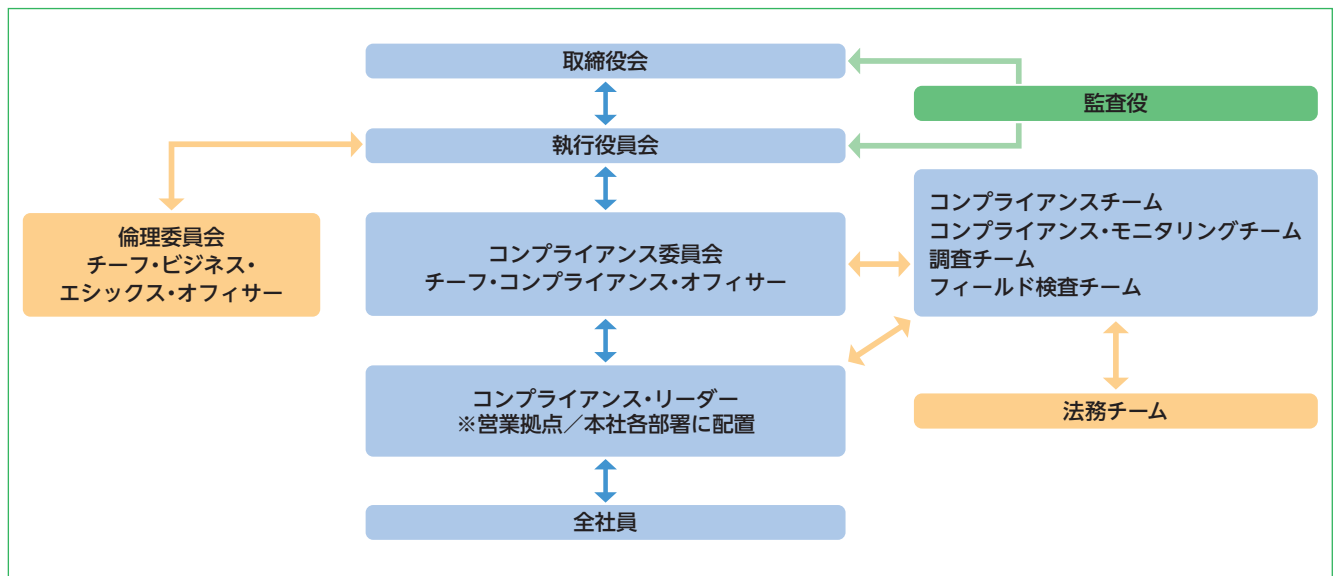 取締役会
監査役
執行役員会
倫理委員会
チーフ・ビジネス・
エシックス・オフィサー
コンプライアンス委員会
チーフ・コンプライアンス・オフィサー
コンプライアンスチーム
コンプライアンス・モニタリングチーム
調査チーム
フィールド検査チーム
コンプライアンス・リーダー
※営業拠点／本社各部署に配置
法務チーム
全社員